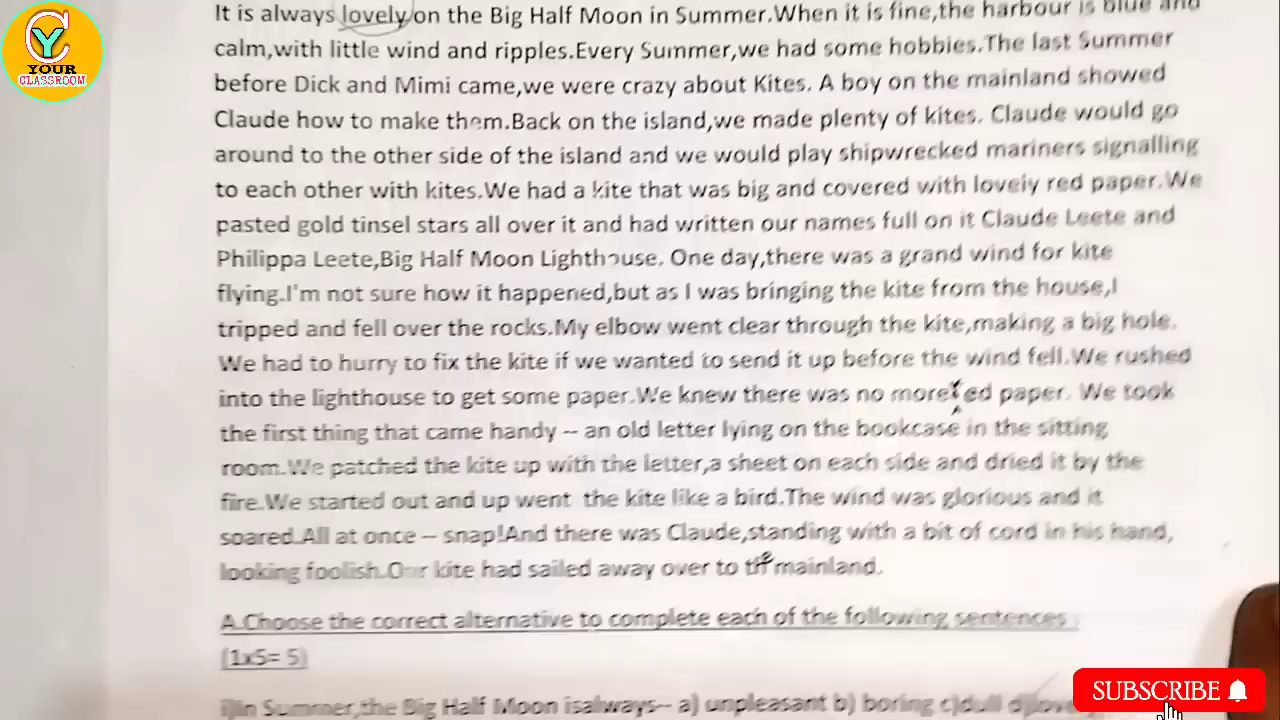 YOUR
CLASSROOM
It is always lovely on the Big Half Moon in Summer.When it is fine,the harbour is blue and
calm,with little wind and ripples.Every Summer,we had some hobbies.The last Summer
before Dick and Mimi came,we were crazy about Kites. A boy on the mainland showed
Claude how to make them.Back on the island,we made plenty of kites. Claude would go
around to the other side of the island and we would play shipwrecked mariners signalling
to each other with kites.We had a kite that was big and covered with lovely red paper.We
pasted gold tinsel stars all over it and had written our names full on it Claude Leete and
Philippa Leete,Big Half Moon Lighthouse. One day,there was a grand wind for kite
flying.I'm not sure how it happened,but as I was bringing the kite from the house,I
tripped and fell over the rocks.My elbow went clear through the kite,making a big hole.
We had to hurry to fix the kite if we wanted to send it up before the wind fell.We rushed
into the lighthouse to get some paper.We knew there was no more red paper. We took
the first thing that came handy -- an old letter lying on the bookcase in the sitting
room.We patched the kite up with the letter,a sheet on each side and dried it by the
fire.We started out and up went the kite like a bird.The wind was glorious and it
soared.All at once -- snap!And there was Claude,standing with a bit of cord in his hand,
looking foolish.Our kite had sailed away over to the mainland.
A.Choose the correct alternative to complete each of the following sentences :
(1x5= 5)
i)In Summer,the Big Half Moon isalways-- a) unpleasant b) boring c)dull
SUBSCRIBE